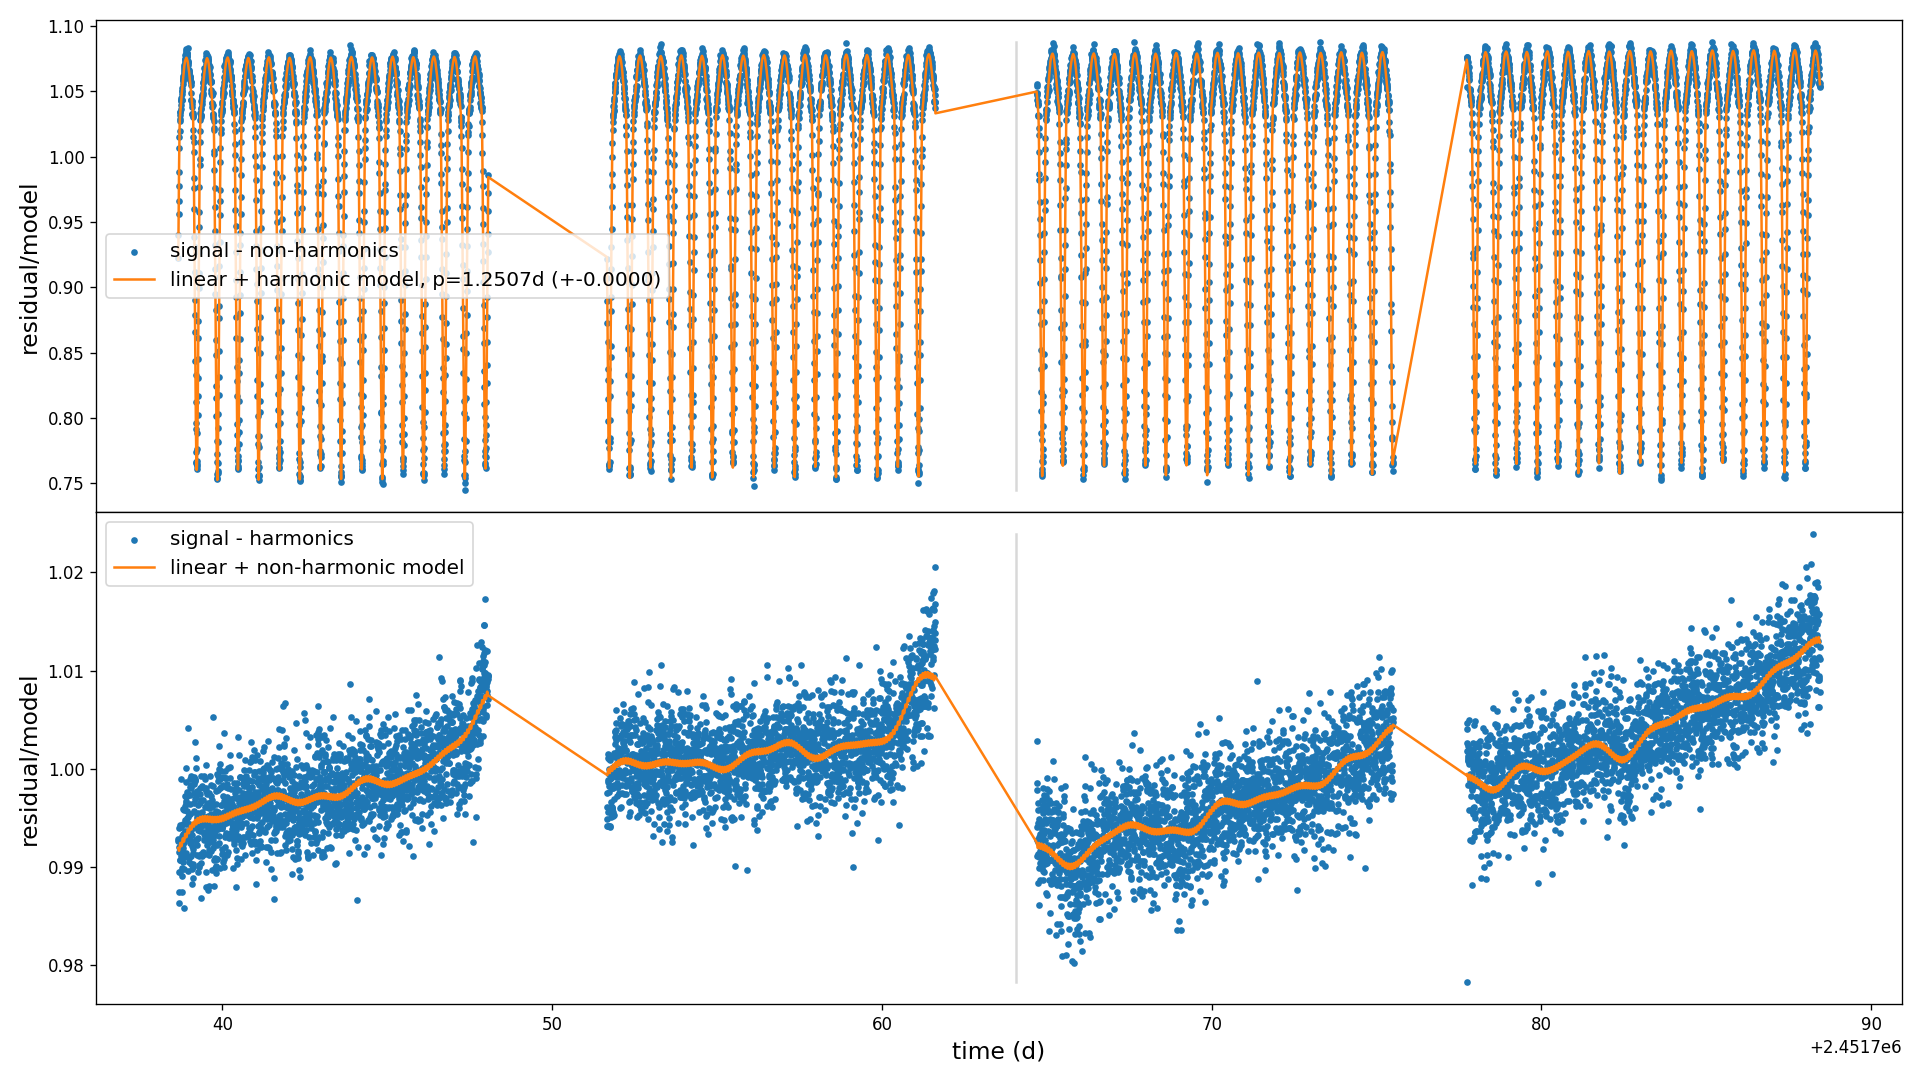 1.10
1.05
1.00
0.95
0.90
0.85
0.80
0.75
residual/model
signal - non-harmonics
linear + harmonic model, p=1.2507d (+-0.0000)
signal - harmonics
linear + non-harmonic model
1.02
1.01
1.00
0.99
0.98
residual/model
40
50
60
70
80
90
time (d)
+2.4517e6